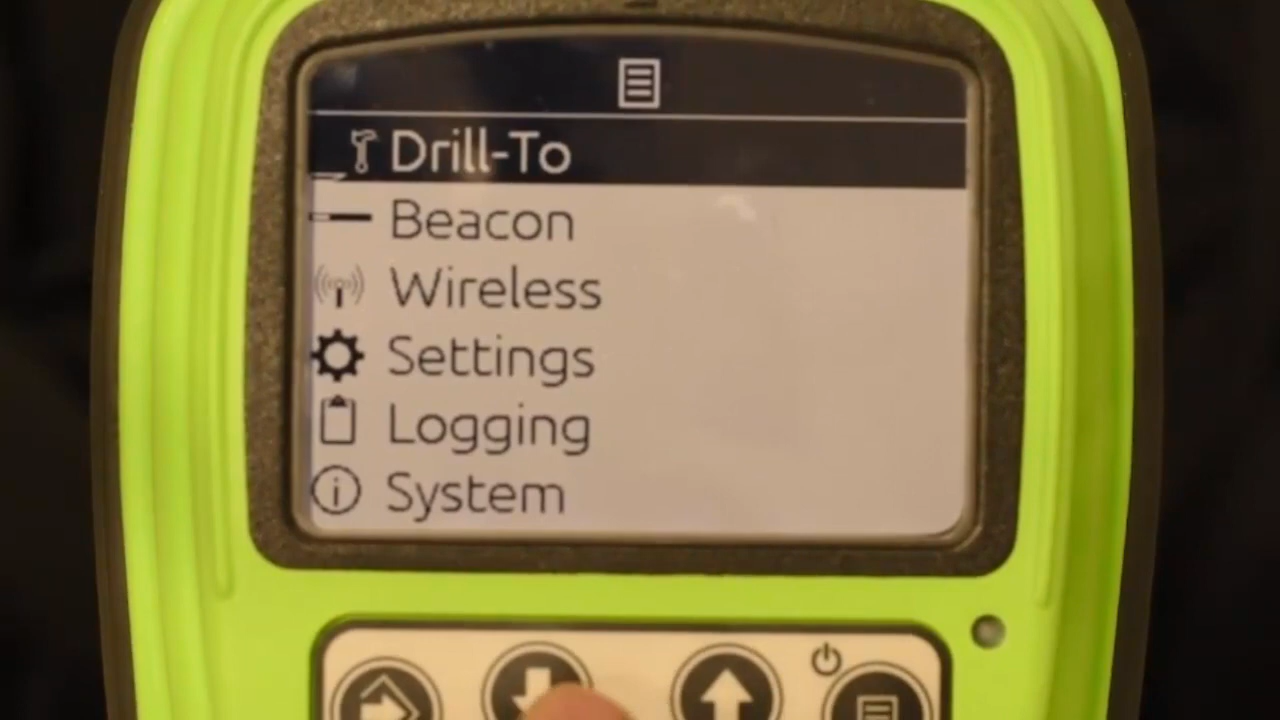 Drill-To
Beacon
Wireless
Settings
Logging
System